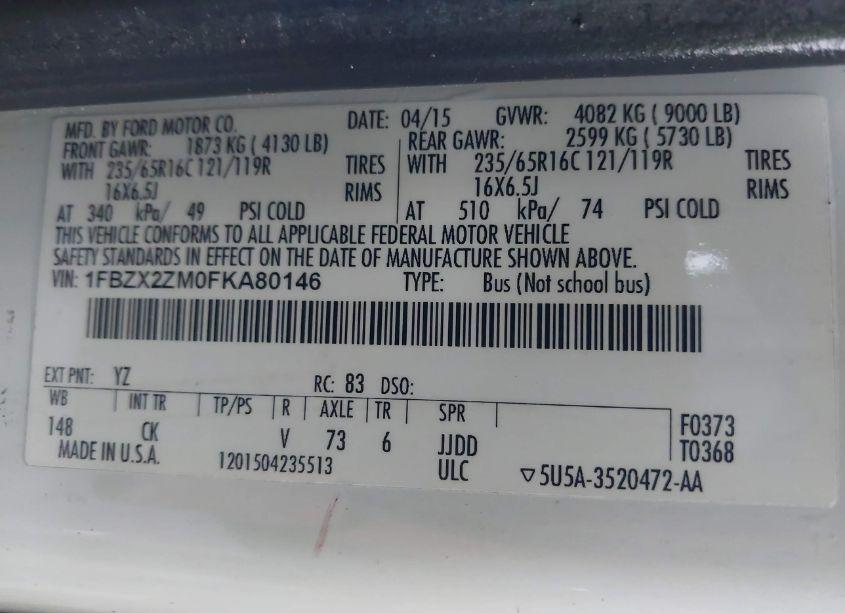 MFD. BY FORD MOTOR CO. DATE: 04/15 GVWR: 4082 KG ( 9000 LB)
FRONT GAWR: 1873 KG ( 4130 LB) REAR GAWR: 2599 KG ( 5730 LB)
WITH 235/65R16C 121/119R TIRES WITH 235/65R16C 121/119R TIRES
16X6.5J RIMS 16X6.5J RIMS
AT 340 kPa/ 49 PSI COLD AT 510 kPa/ 74 PSI COLD
THIS VEHICLE CONFORMS TO ALL APPLICABLE FEDERAL MOTOR VEHICLE
SAFETY STANDARDS IN EFFECT ON THE DATE OF MANUFACTURE SHOWN ABOVE.
VIN: 1FBZX2ZM0FKA80146 TYPE: Bus (Not school bus)
EXT PNT: YZ RC: 83 DSO:
WB INT TR TP/PS R AXLE TR SPR F0373
148 CK V 73 6 JJDD T0368
MADE IN U.S.A. 1201504235513 ULC ▽5U5A-3520472-AA